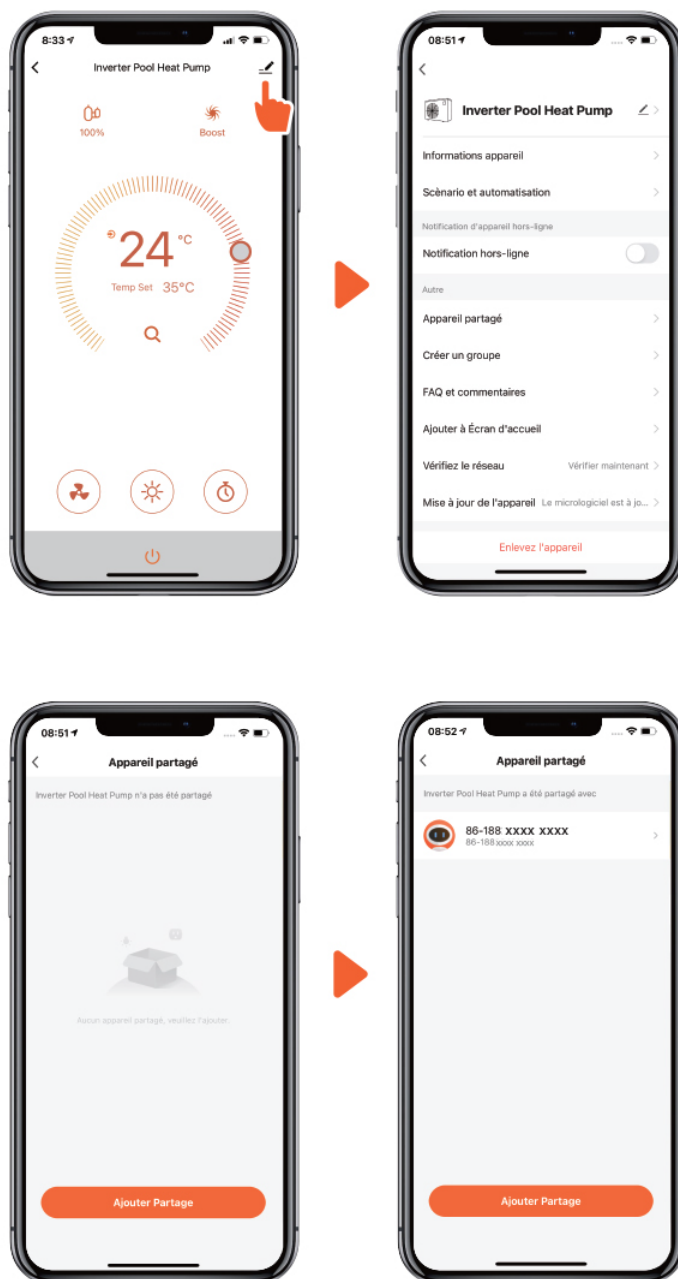 8:33
Inverter Pool Heat Pump
100%
Boost
24 °C
Temp Set 35°C
08:51
Inverter Pool Heat Pump
Informations appareil
Scènario et automatisation
Notification d'appareil hors-ligne
Notification hors-ligne
Autre
Appareil partagé
Créer un groupe
FAQ et commentaires
Ajouter à Écran d'accueil
Vérifiez le réseau Vérifier maintenant
Mise à jour de l'appareil Le micrologiciel est à jo...
Enlevez l'appareil
08:51
Appareil partagé
Inverter Pool Heat Pump n'a pas été partagé
Aucun appareil partagé, veuillez l'ajouter.
Ajouter Partage
08:52
Appareil partagé
Inverter Pool Heat Pump a été partagé avec
86-188 XXXX XXXX
86-188 xxxx xxxx
Ajouter Partage